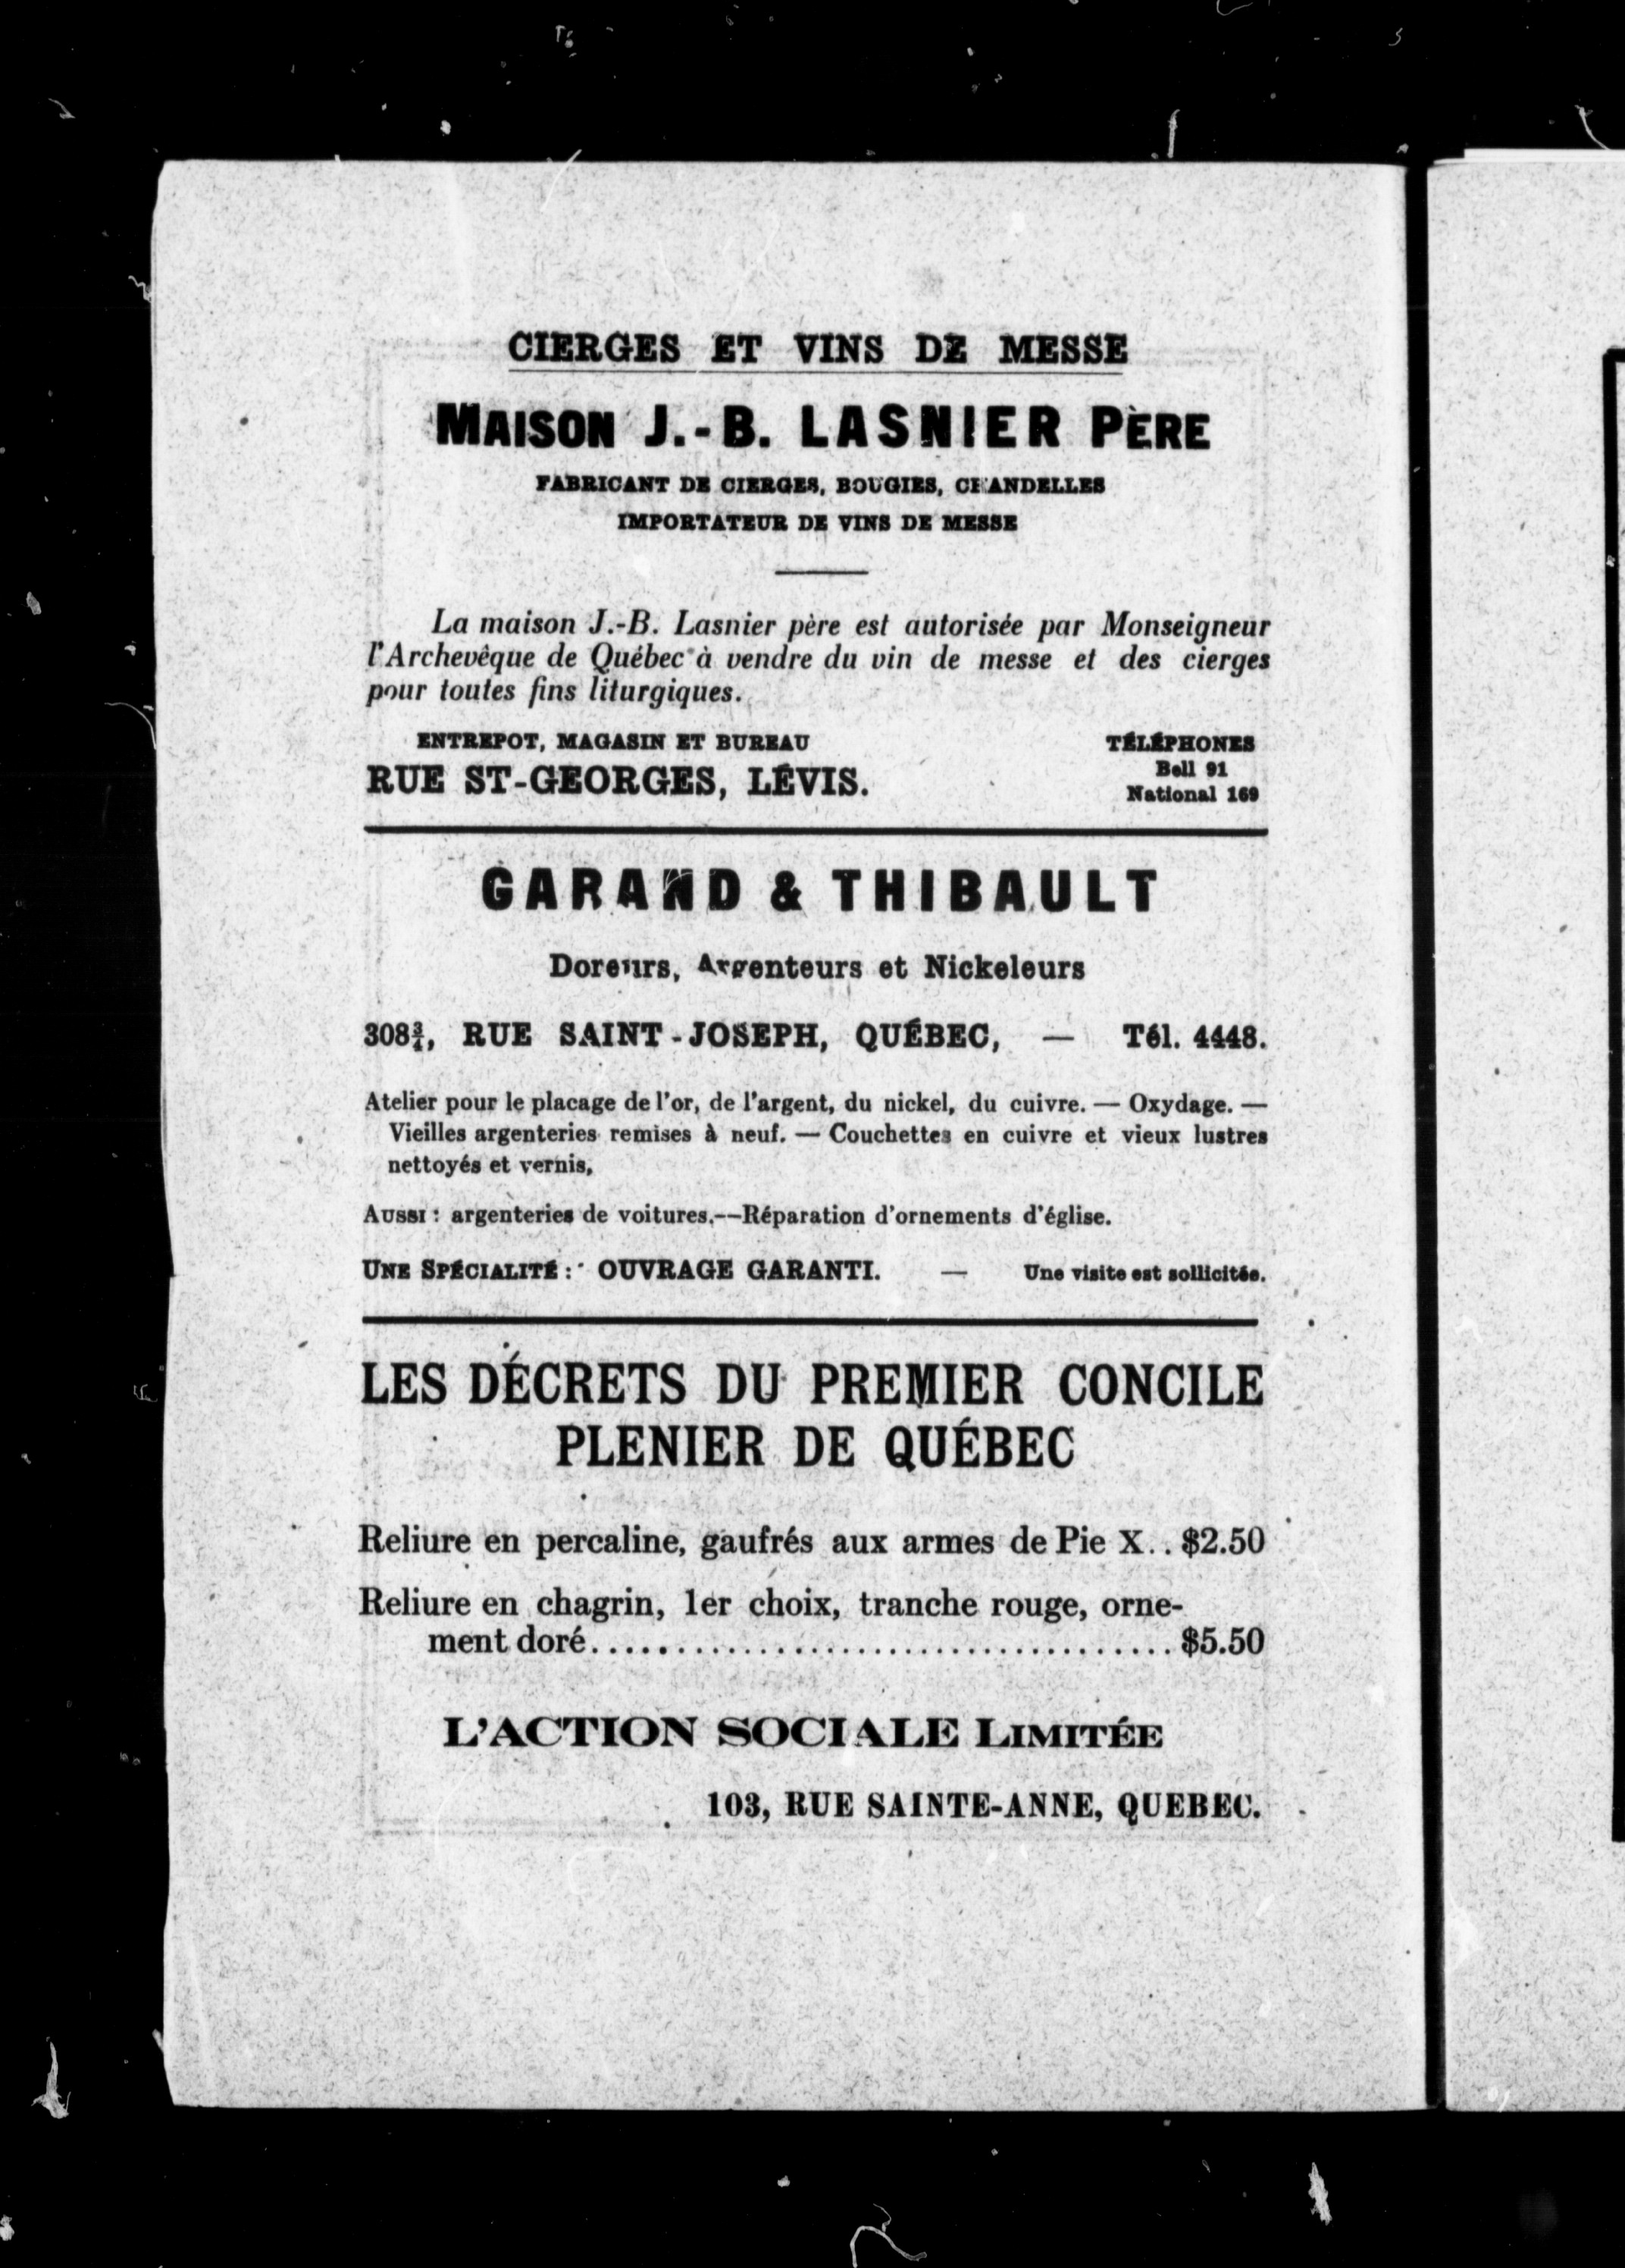 CIERGES ET VINS DE MESSE
MAISON J.-B. LASNIER PÈRE
FABRICANT DE CIERGES, BOUGIES, CHANDELLES
IMPORTATEUR DE VINS DE MESSE
La maison J.-B. Lasnier père est autorisée par Monseigneur
l'Archevêque de Québec à vendre du vin de messe et des cierges
pour toutes fins liturgiques.
ENTREPOT, MAGASIN ET BUREAU
RUE ST-GEORGES, LÉVIS.
TÉLÉPHONES
Bell 91
National 169
GARAND & THIBAULT
Doreurs, Argenteurs et Nickeleurs
308¾, RUE SAINT-JOSEPH, QUÉBEC, — Tél. 4448.
Atelier pour le placage de l'or, de l'argent, du nickel, du cuivre. — Oxydage. —
Vieilles argenteries remises à neuf. — Couchettes en cuivre et vieux lustres
nettoyés et vernis,
AUSSI : argenteries de voitures.--Réparation d'ornements d'église.
UNE SPÉCIALITÉ : OUVRAGE GARANTI. — Une visite est sollicitée.
LES DÉCRETS DU PREMIER CONCILE
PLENIER DE QUÉBEC
Reliure en percaline, gaufrés aux armes de Pie X.. $2.50
Reliure en chagrin, 1er choix, tranche rouge, orne-
ment doré.................................... $5.50
L'ACTION SOCIALE LIMITÉE
103, RUE SAINTE-ANNE, QUEBEC.